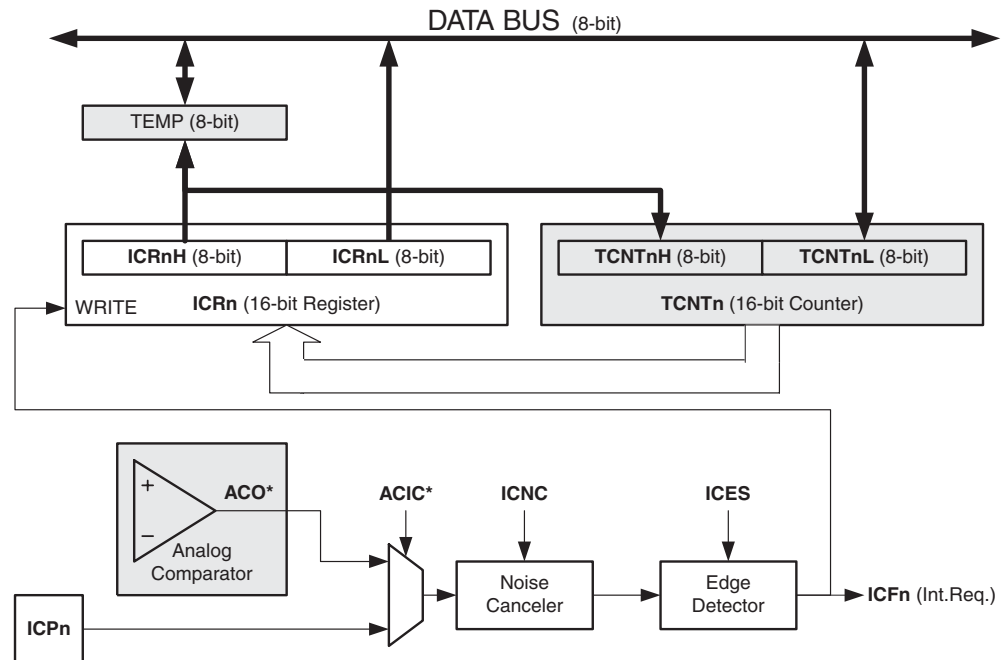 DATA BUS (8-bit)
TEMP (8-bit)
ICRnH (8-bit)
ICRnL (8-bit)
TCNTnH (8-bit)
TCNTnL (8-bit)
WRITE
ICRn (16-bit Register)
TCNTn (16-bit Counter)
+
−
ACO*
Analog
Comparator
ACIC*
ICNC
ICES
Noise
Canceler
Edge
Detector
ICFn (Int.Req.)
ICPn